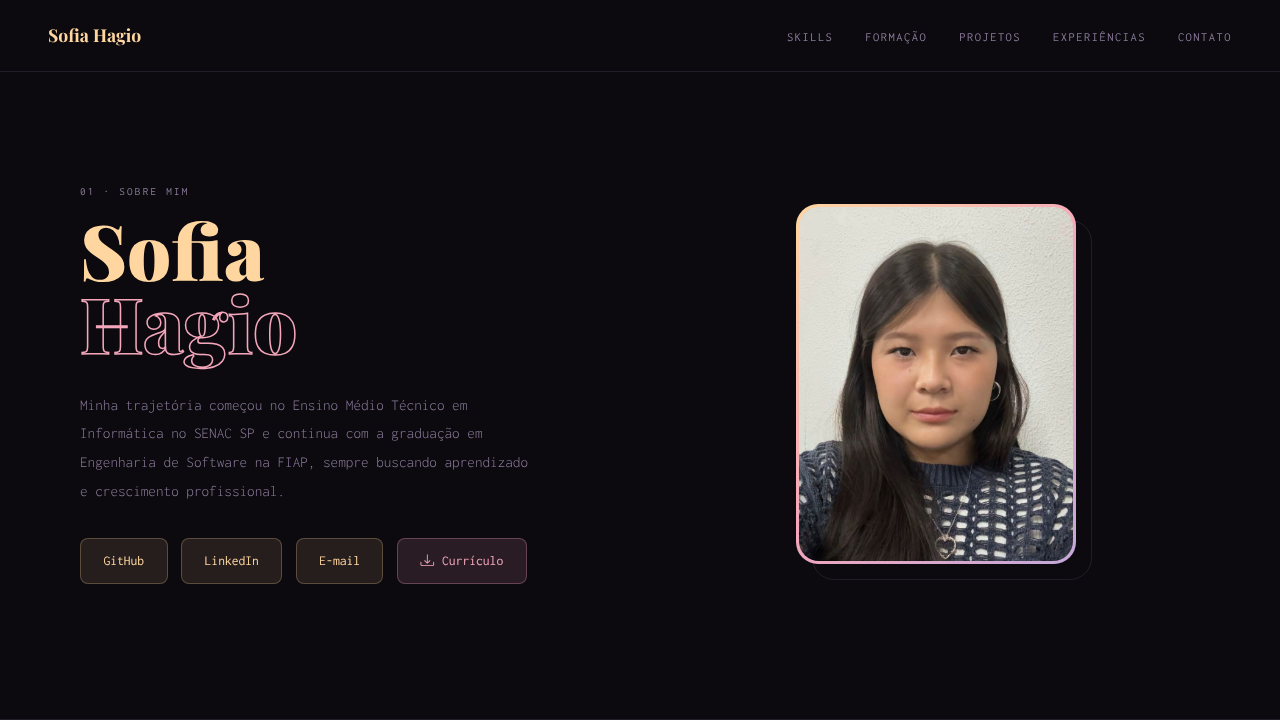 Sofia Hagio
SKILLS
FORMAÇÃO
PROJETOS
EXPERIÊNCIAS
CONTATO
01 · SOBRE MIM
Sofia
Hagio
Minha trajetória começou no Ensino Médio Técnico em
Informática no SENAC SP e continua com a graduação em
Engenharia de Software na FIAP, sempre buscando aprendizado
e crescimento profissional.
GitHub
LinkedIn
E-mail
Currículo